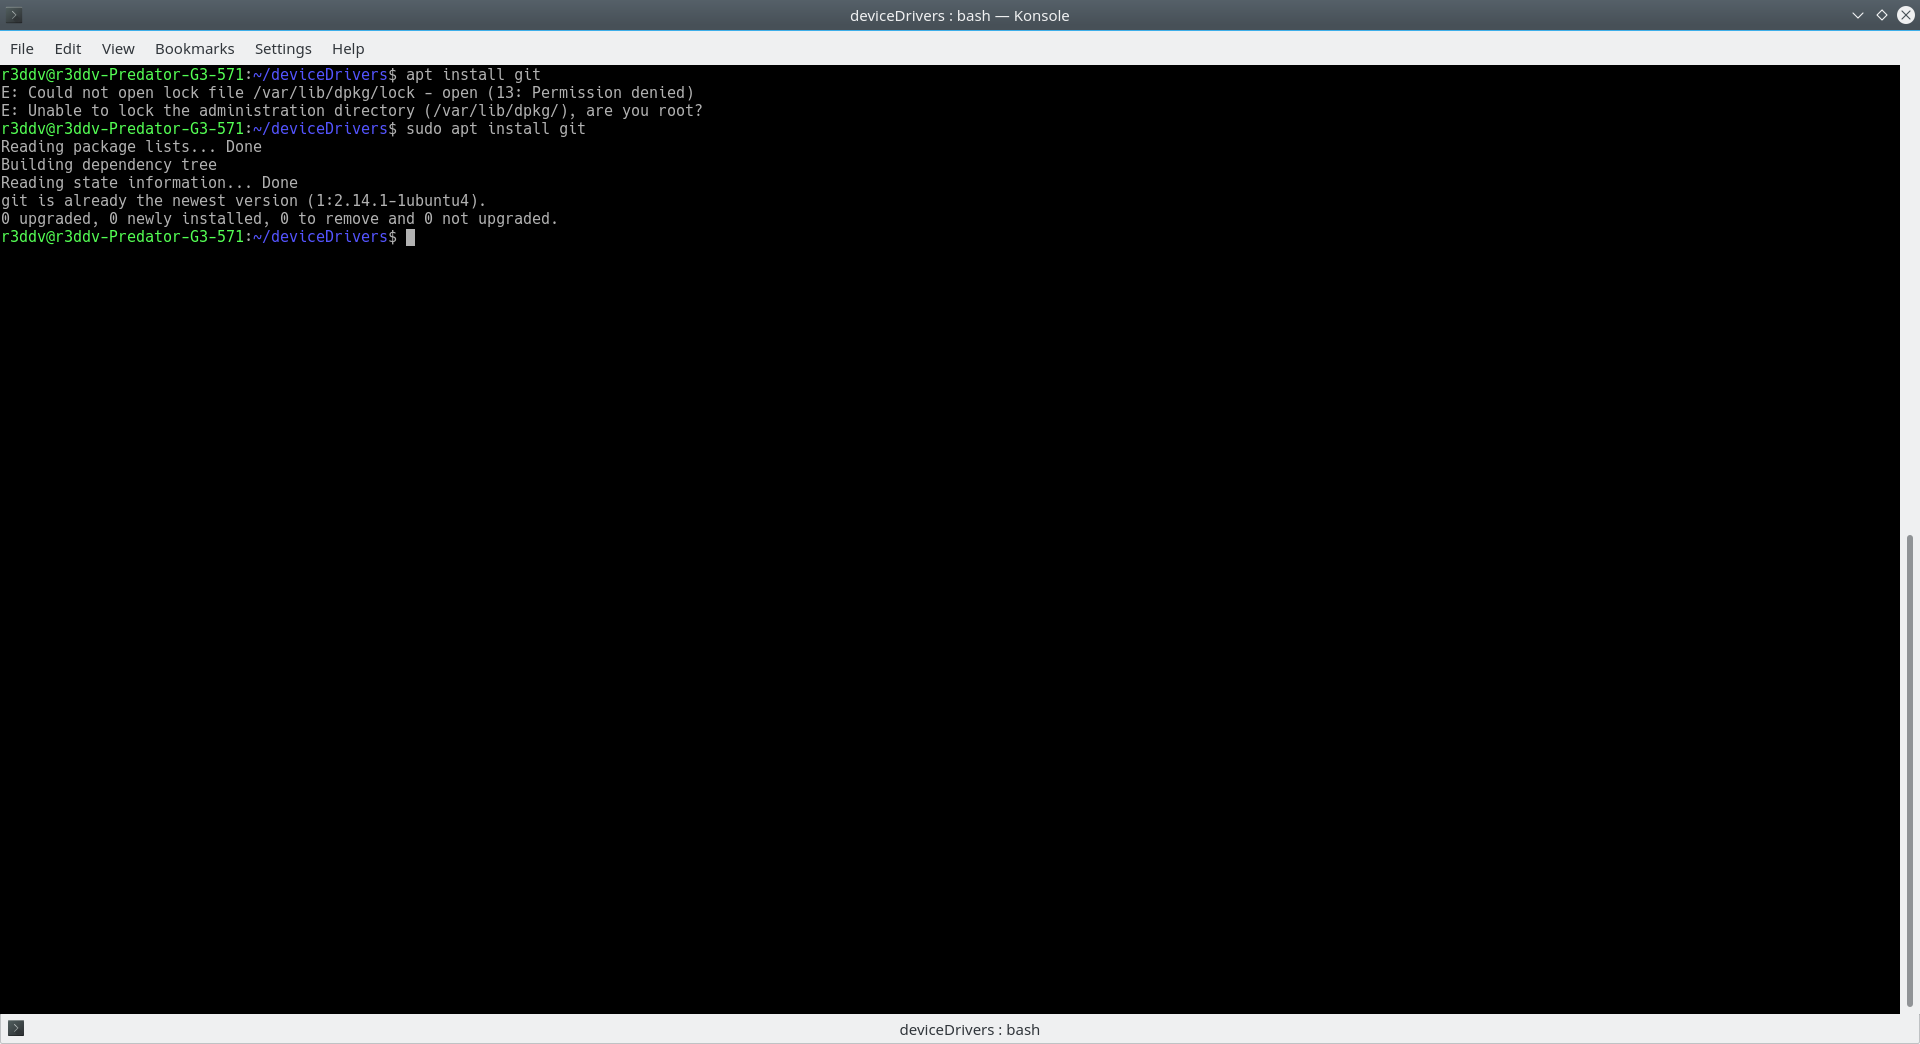 deviceDrivers : bash — Konsole
File Edit View Bookmarks Settings Help
r3ddv@r3ddv-Predator-G3-571:~/deviceDrivers$ apt install git
E: Could not open lock file /var/lib/dpkg/lock - open (13: Permission denied)
E: Unable to lock the administration directory (/var/lib/dpkg/), are you root?
r3ddv@r3ddv-Predator-G3-571:~/deviceDrivers$ sudo apt install git
Reading package lists... Done
Building dependency tree
Reading state information... Done
git is already the newest version (1:2.14.1-1ubuntu4).
0 upgraded, 0 newly installed, 0 to remove and 0 not upgraded.
r3ddv@r3ddv-Predator-G3-571:~/deviceDrivers$
deviceDrivers : bash